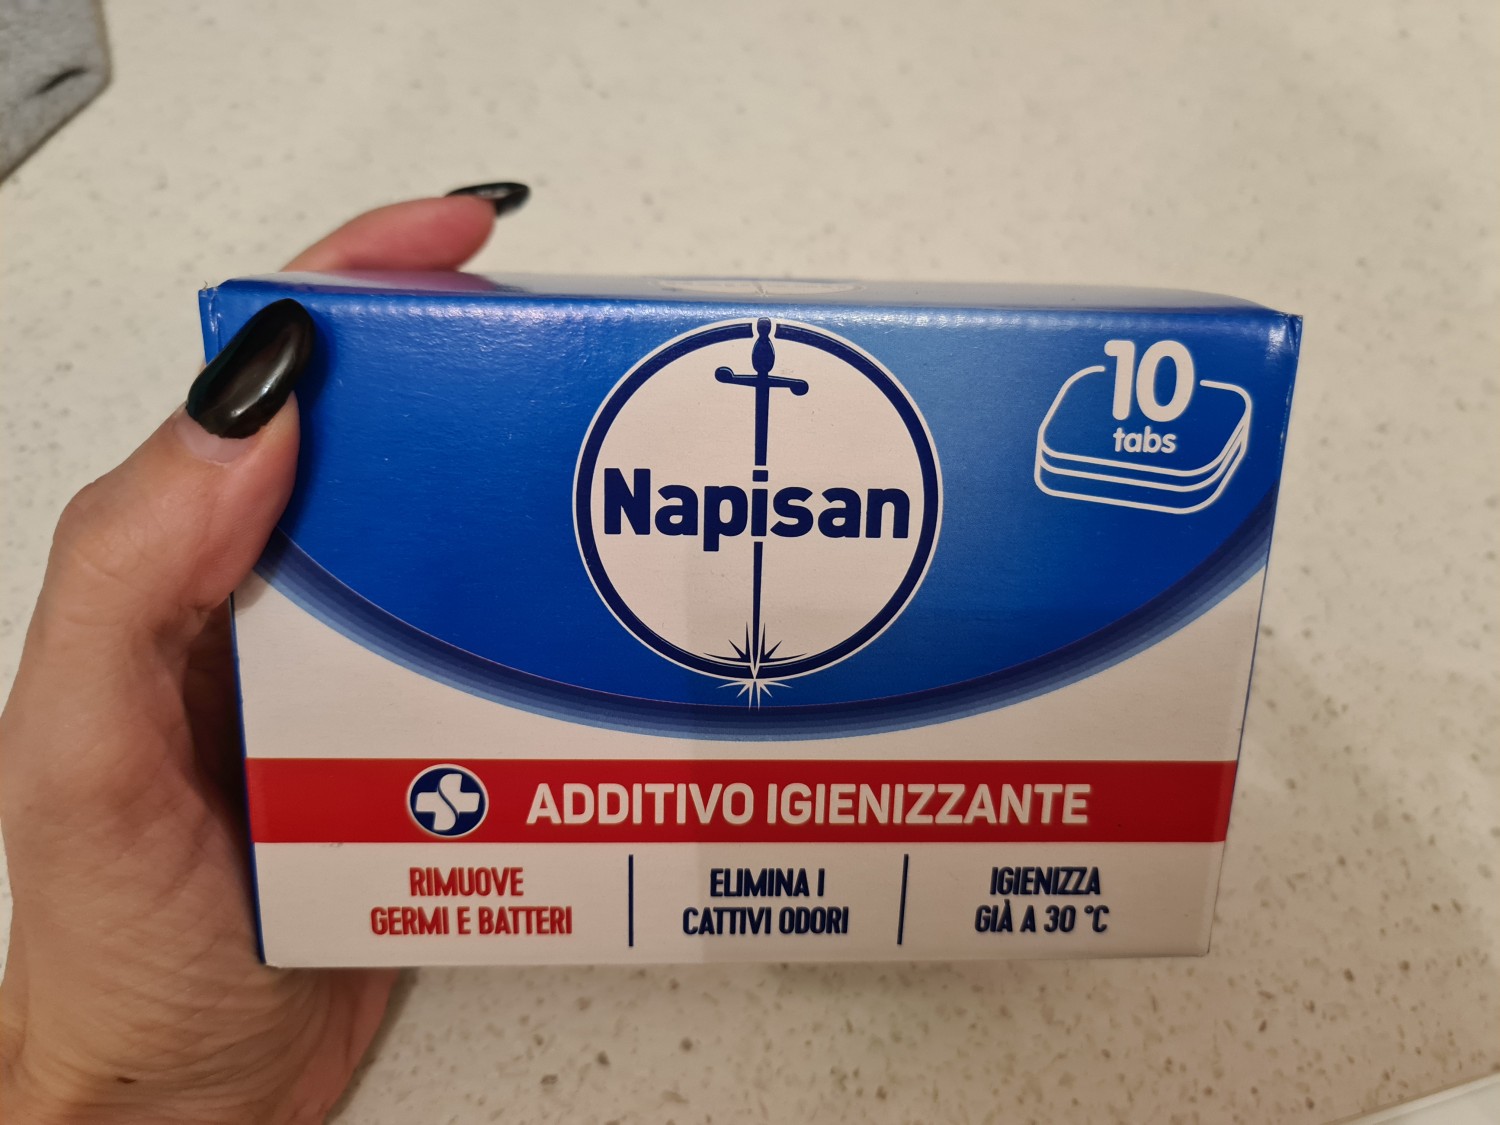 10
tabs
Napisan
ADDITIVO IGIENIZZANTE
RIMUOVE
GERMI E BATTERI
ELIMINA I
CATTIVI ODORI
IGIENIZZA
GIÀ A 30 °C